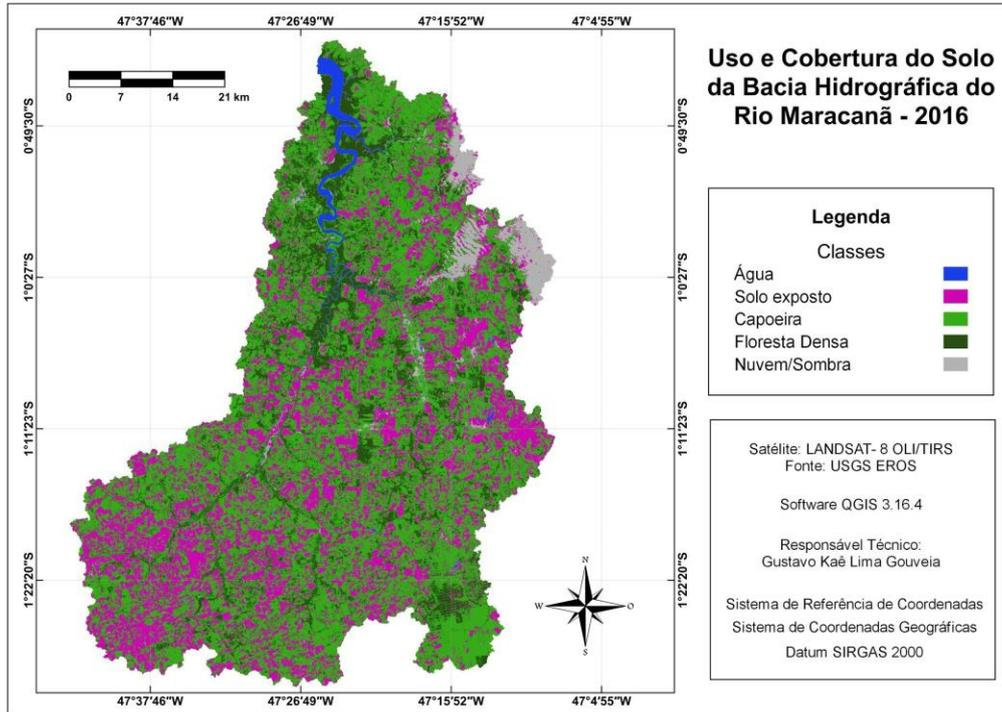 47°37'46"W 47°26'49"W 47°15'52"W 47°4'55"W
0 7 14 21 km
0°49'30"S 0°49'30"S
1°0'27"S 1°0'27"S
1°11'23"S 1°11'23"S
1°22'20"S 1°22'20"S
N
W O
S
47°37'46"W 47°26'49"W 47°15'52"W 47°4'55"W
Uso e Cobertura do Solo
da Bacia Hidrográfica do
Rio Maracanã - 2016
Legenda
Classes
Água
Solo exposto
Capoeira
Floresta Densa
Nuvem/Sombra
Satélite: LANDSAT- 8 OLI/TIRS
Fonte: USGS EROS
Software QGIS 3.16.4
Responsável Técnico:
Gustavo Kaê Lima Gouveia
Sistema de Referência de Coordenadas
Sistema de Coordenadas Geográficas
Datum SIRGAS 2000